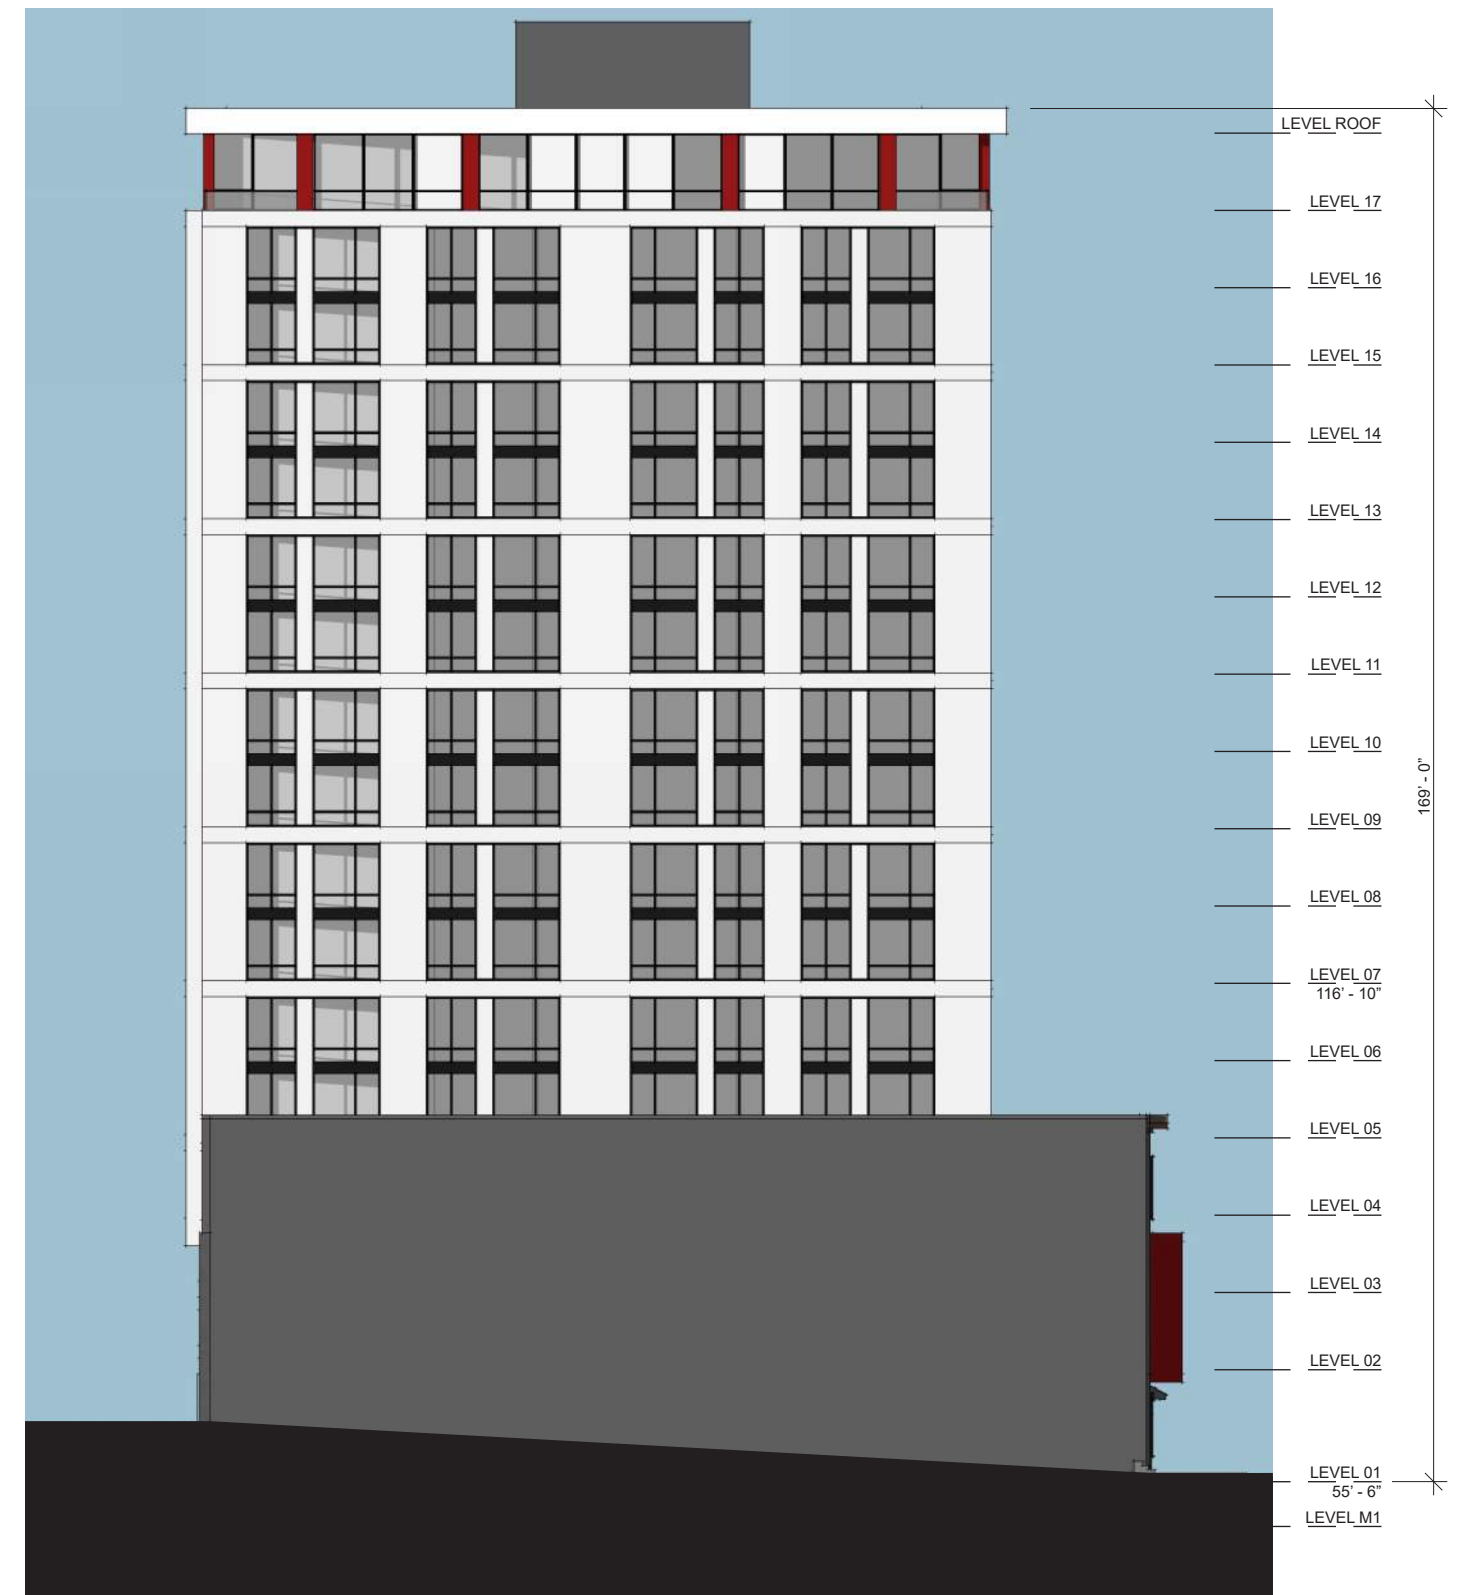 LEVEL ROOF
LEVEL 17
LEVEL 16
LEVEL 15
LEVEL 14
LEVEL 13
LEVEL 12
LEVEL 11
LEVEL 10
169' - 0"
LEVEL 09
LEVEL 08
LEVEL 07
116' - 10"
LEVEL 06
LEVEL 05
LEVEL 04
LEVEL 03
LEVEL 02
LEVEL 01
55' - 6"
LEVEL M1